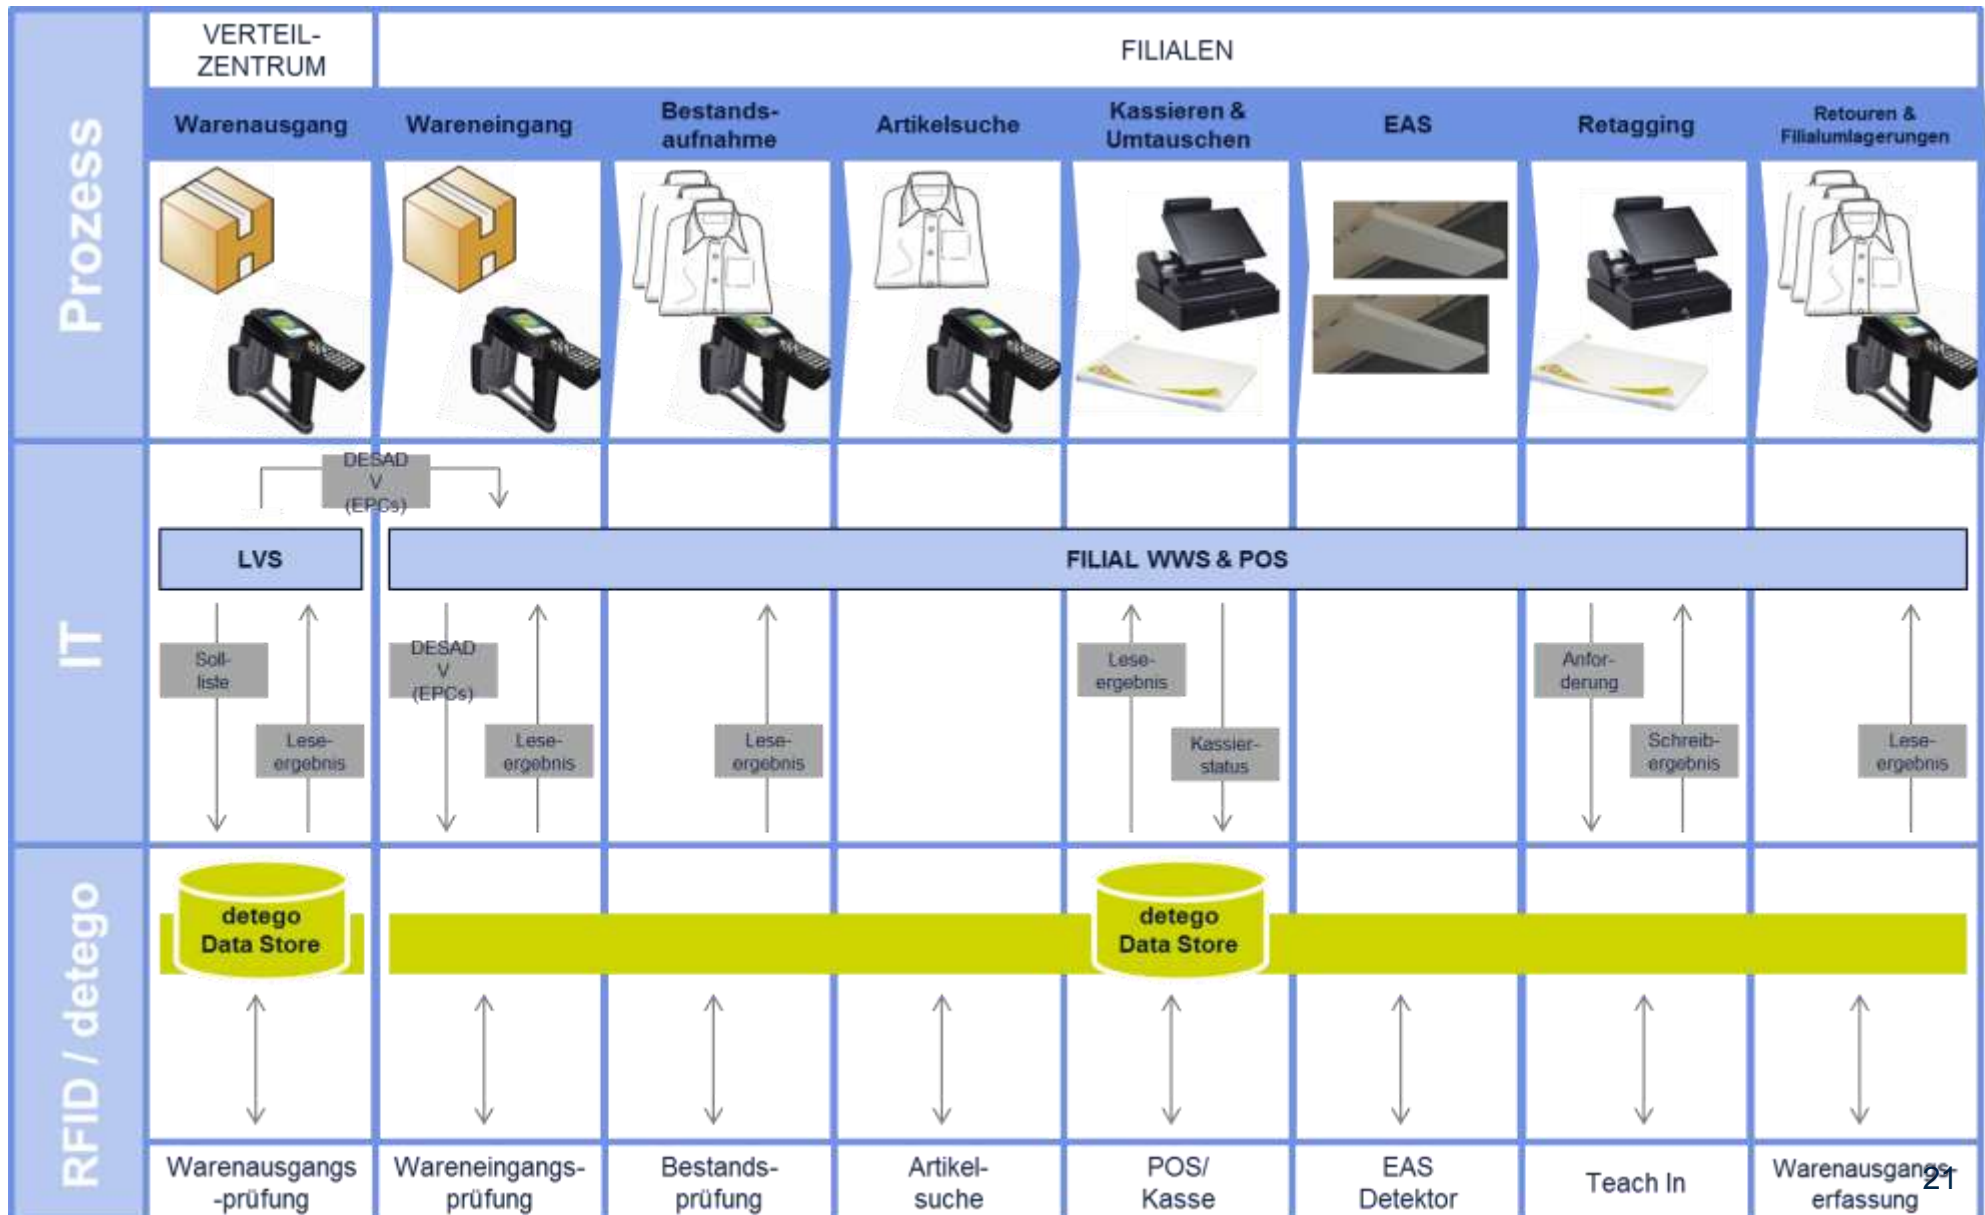 VERTEIL-
ZENTRUM
FILIALEN
Prozess
Warenausgang
Wareneingang
Bestands-
aufnahme
Artikelsuche
Kassieren &
Umtauschen
EAS
Retagging
Retouren &
Filialumlagerungen
IT
DESAD
V
(EPCs)
LVS
FILIAL WWS & POS
Soll-
liste
Lese-
ergebnis
DESAD
V
(EPCs)
Lese-
ergebnis
Lese-
ergebnis
Lese-
ergebnis
Kassier-
status
Anfor-
derung
Schreib-
ergebnis
Lese-
ergebnis
RFID / detego
detego
Data Store
detego
Data Store
Warenausgangs
-prüfung
Wareneingangs-
prüfung
Bestands-
prüfung
Artikel-
suche
POS/
Kasse
EAS
Detektor
Teach In
Warenausgangs-
erfassung
21